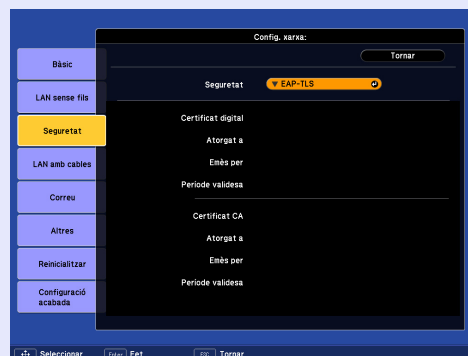 Config. xarxa:
Tornar
Bàsic
LAN sense fils
Seguretat
LAN amb cables
Correu
Altres
Reinicialitzar
Configuració
acabada
Seguretat ▼ EAP-TLS
Certificat digital
Atorgat a
Emès per
Període validesa
Certificat CA
Atorgat a
Emès per
Període validesa
Seleccionar Enter Fet ESC Tornar